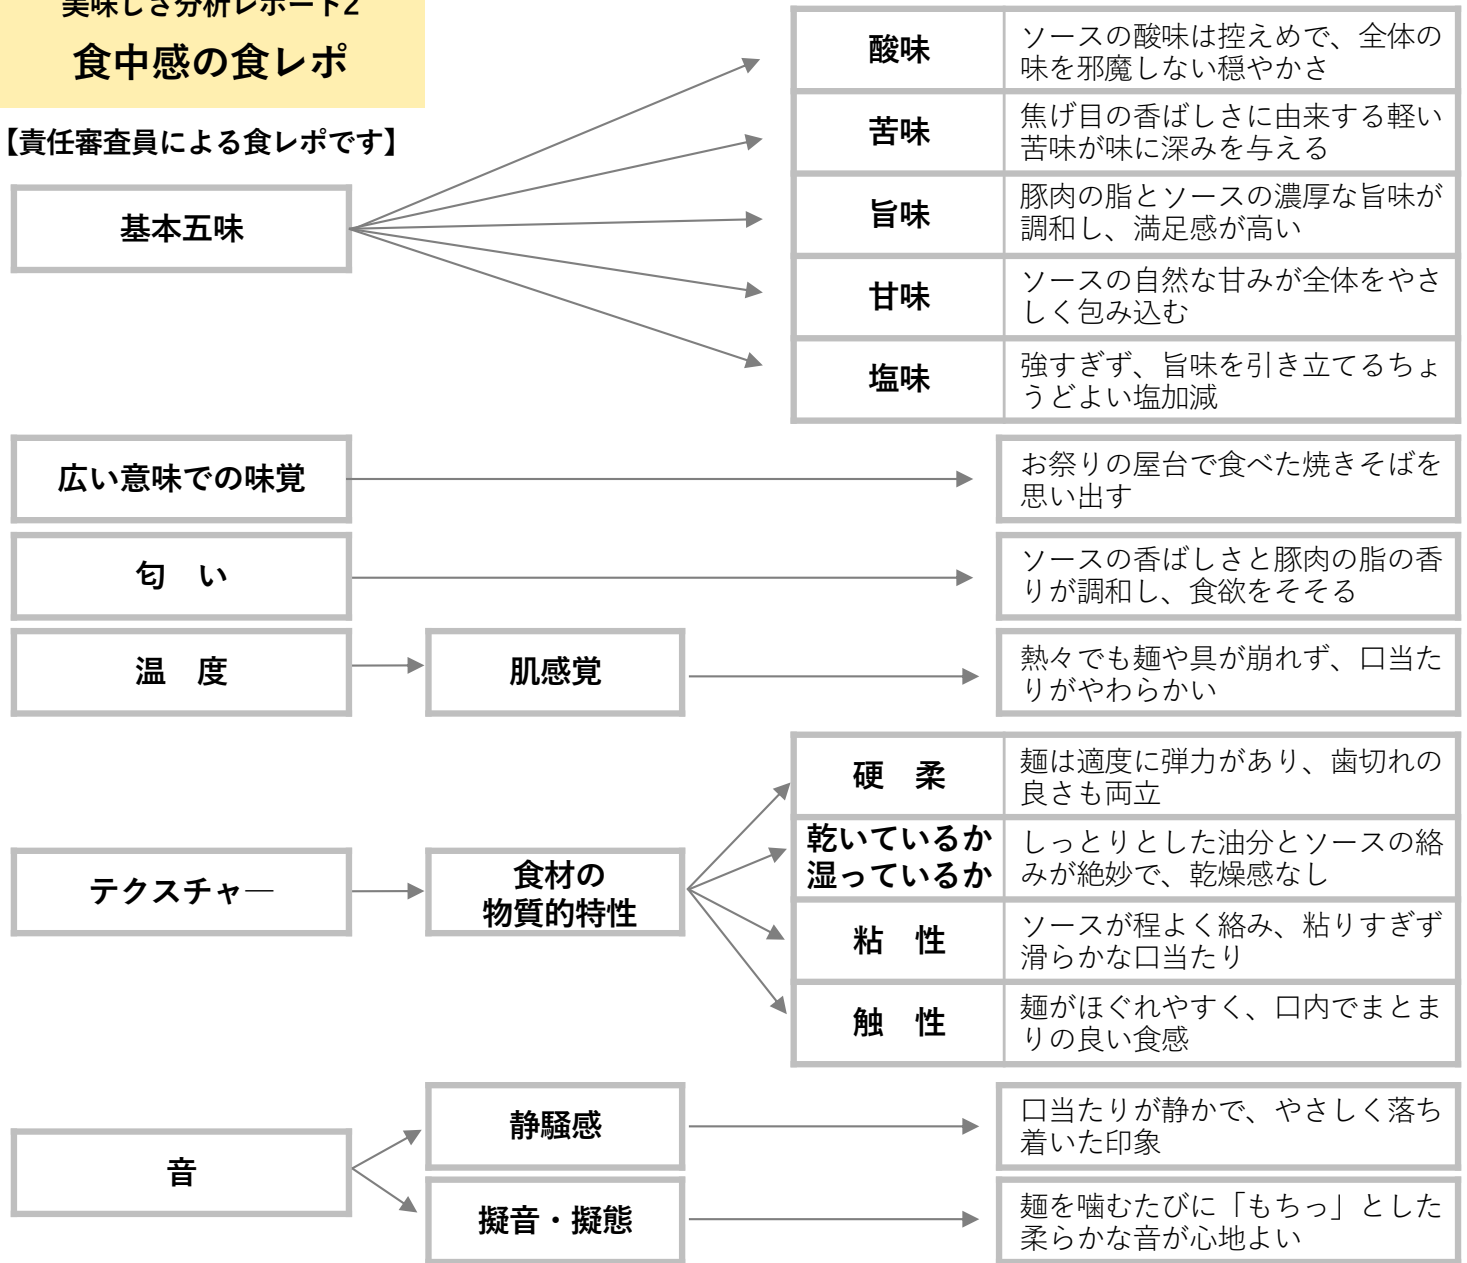 美味しさ分析レポート2
食中感の食レポ
【責任審査員による食レポです】
基本五味
酸味
ソースの酸味は控えめで、全体の
味を邪魔しない穏やかさ
苦味
焦げ目の香ばしさに由来する軽い
苦味が味に深みを与える
旨味
豚肉の脂とソースの濃厚な旨味が
調和し、満足感が高い
甘味
ソースの自然な甘みが全体をやさ
しく包み込む
塩味
強すぎず、旨味を引き立てるちょ
うどよい塩加減
広い意味での味覚
お祭りの屋台で食べた焼きそばを
思い出す
匂　い
ソースの香ばしさと豚肉の脂の香
りが調和し、食欲をそそる
温　度
肌感覚
熱々でも麺や具が崩れず、口当た
りがやわらかい
テクスチャ―
食材の
物質的特性
硬　柔
麺は適度に弾力があり、歯切れの
良さも両立
乾いているか
湿っているか
しっとりとした油分とソースの絡
みが絶妙で、乾燥感なし
粘　性
ソースが程よく絡み、粘りすぎず
滑らかな口当たり
触　性
麺がほぐれやすく、口内でまとま
りの良い食感
音
静騒感
口当たりが静かで、やさしく落ち
着いた印象
擬音・擬態
麺を噛むたびに「もちっ」とした
柔らかな音が心地よい